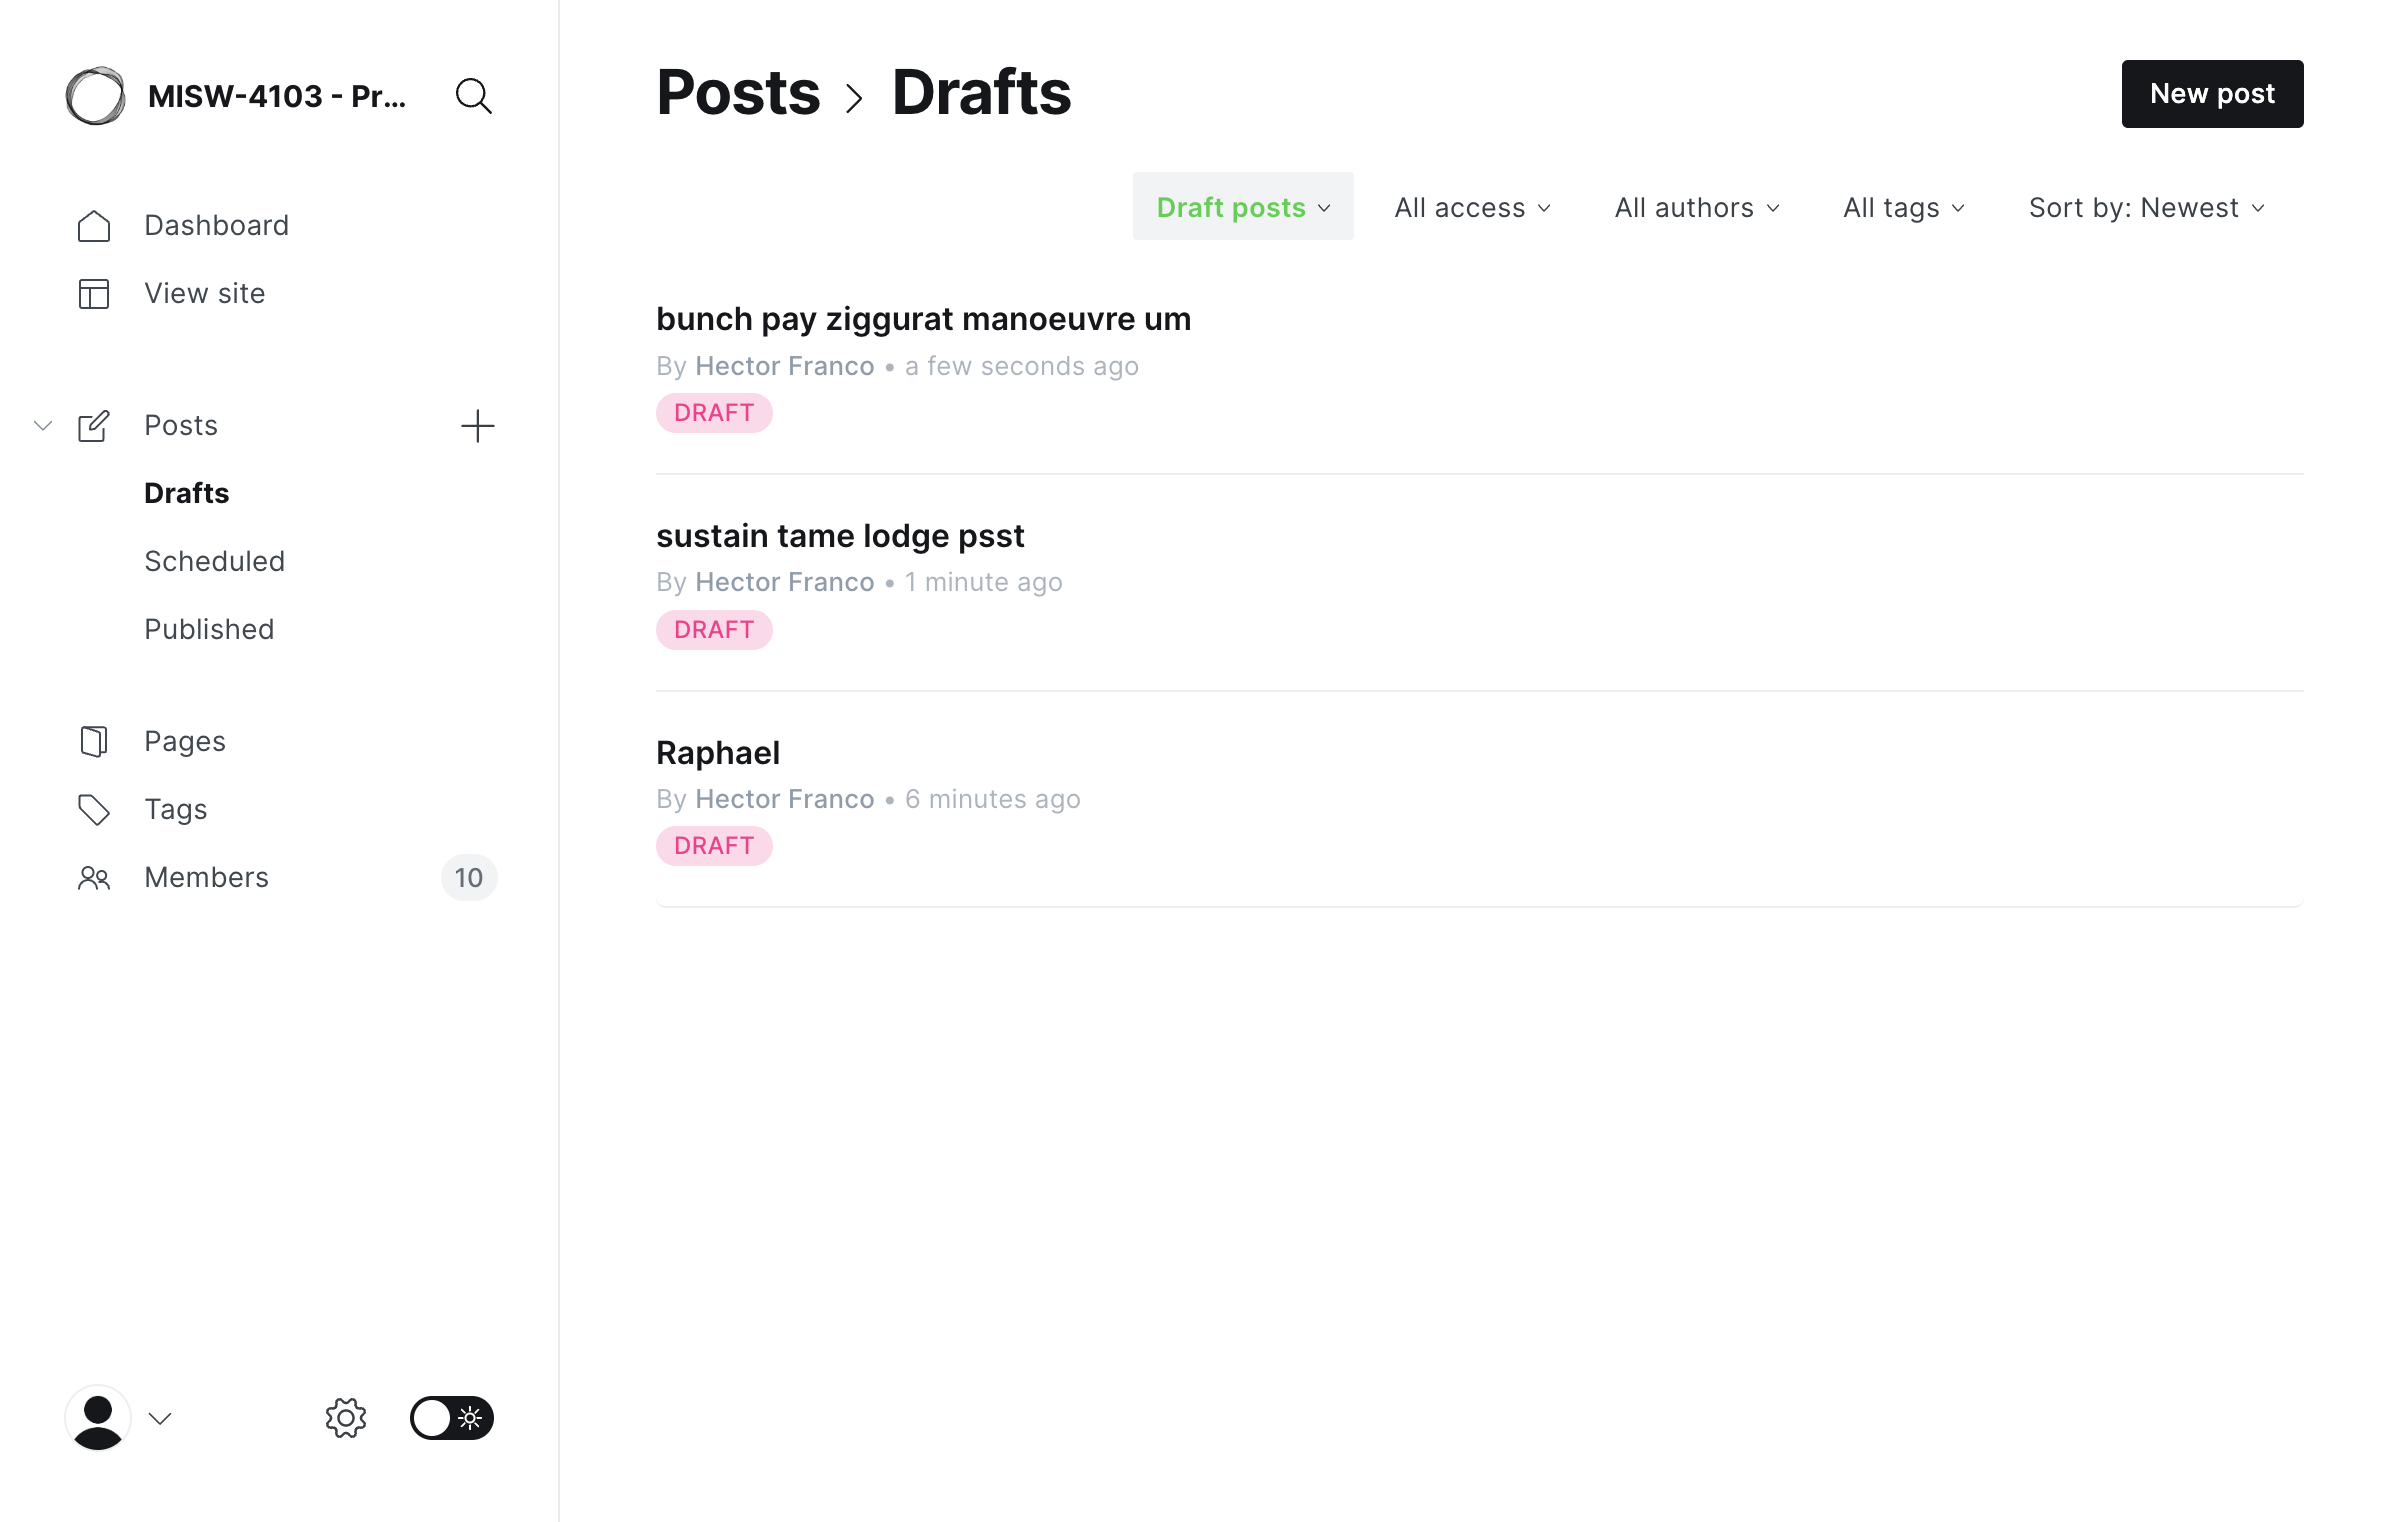 MISW-4103 - Pr...
Dashboard
View site
Posts
Drafts
Scheduled
Published
Pages
Tags
Members 10
Posts > Drafts
New post
Draft posts All access All authors All tags Sort by: Newest
bunch pay ziggurat manoeuvre um
By Hector Franco • a few seconds ago
DRAFT
sustain tame lodge psst
By Hector Franco • 1 minute ago
DRAFT
Raphael
By Hector Franco • 6 minutes ago
DRAFT